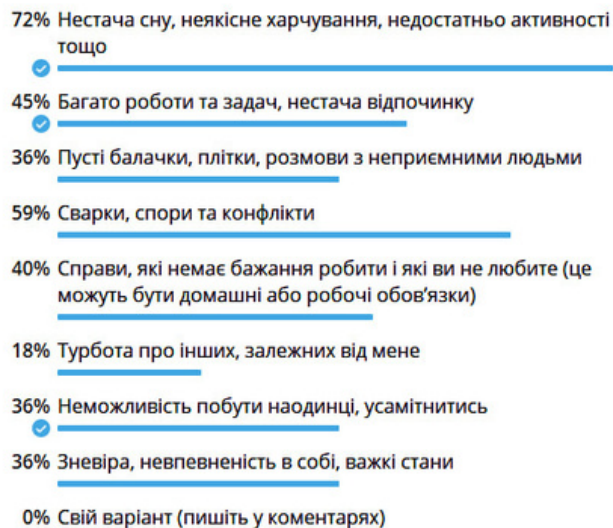 72% Нестача сну, неякісне харчування, недостатньо активності
тощо
45% Багато роботи та задач, нестача відпочинку
36% Пусті балачки, плітки, розмови з неприємними людьми
59% Сварки, спори та конфлікти
40% Справи, які немає бажання робити і які ви не любите (це
можуть бути домашні або робочі обов’язки)
18% Турбота про інших, залежних від мене
36% Неможливість побути наодинці, усамітнитись
36% Зневіра, невпевненість в собі, важкі стани
0% Свій варіант (пишіть у коментарях)